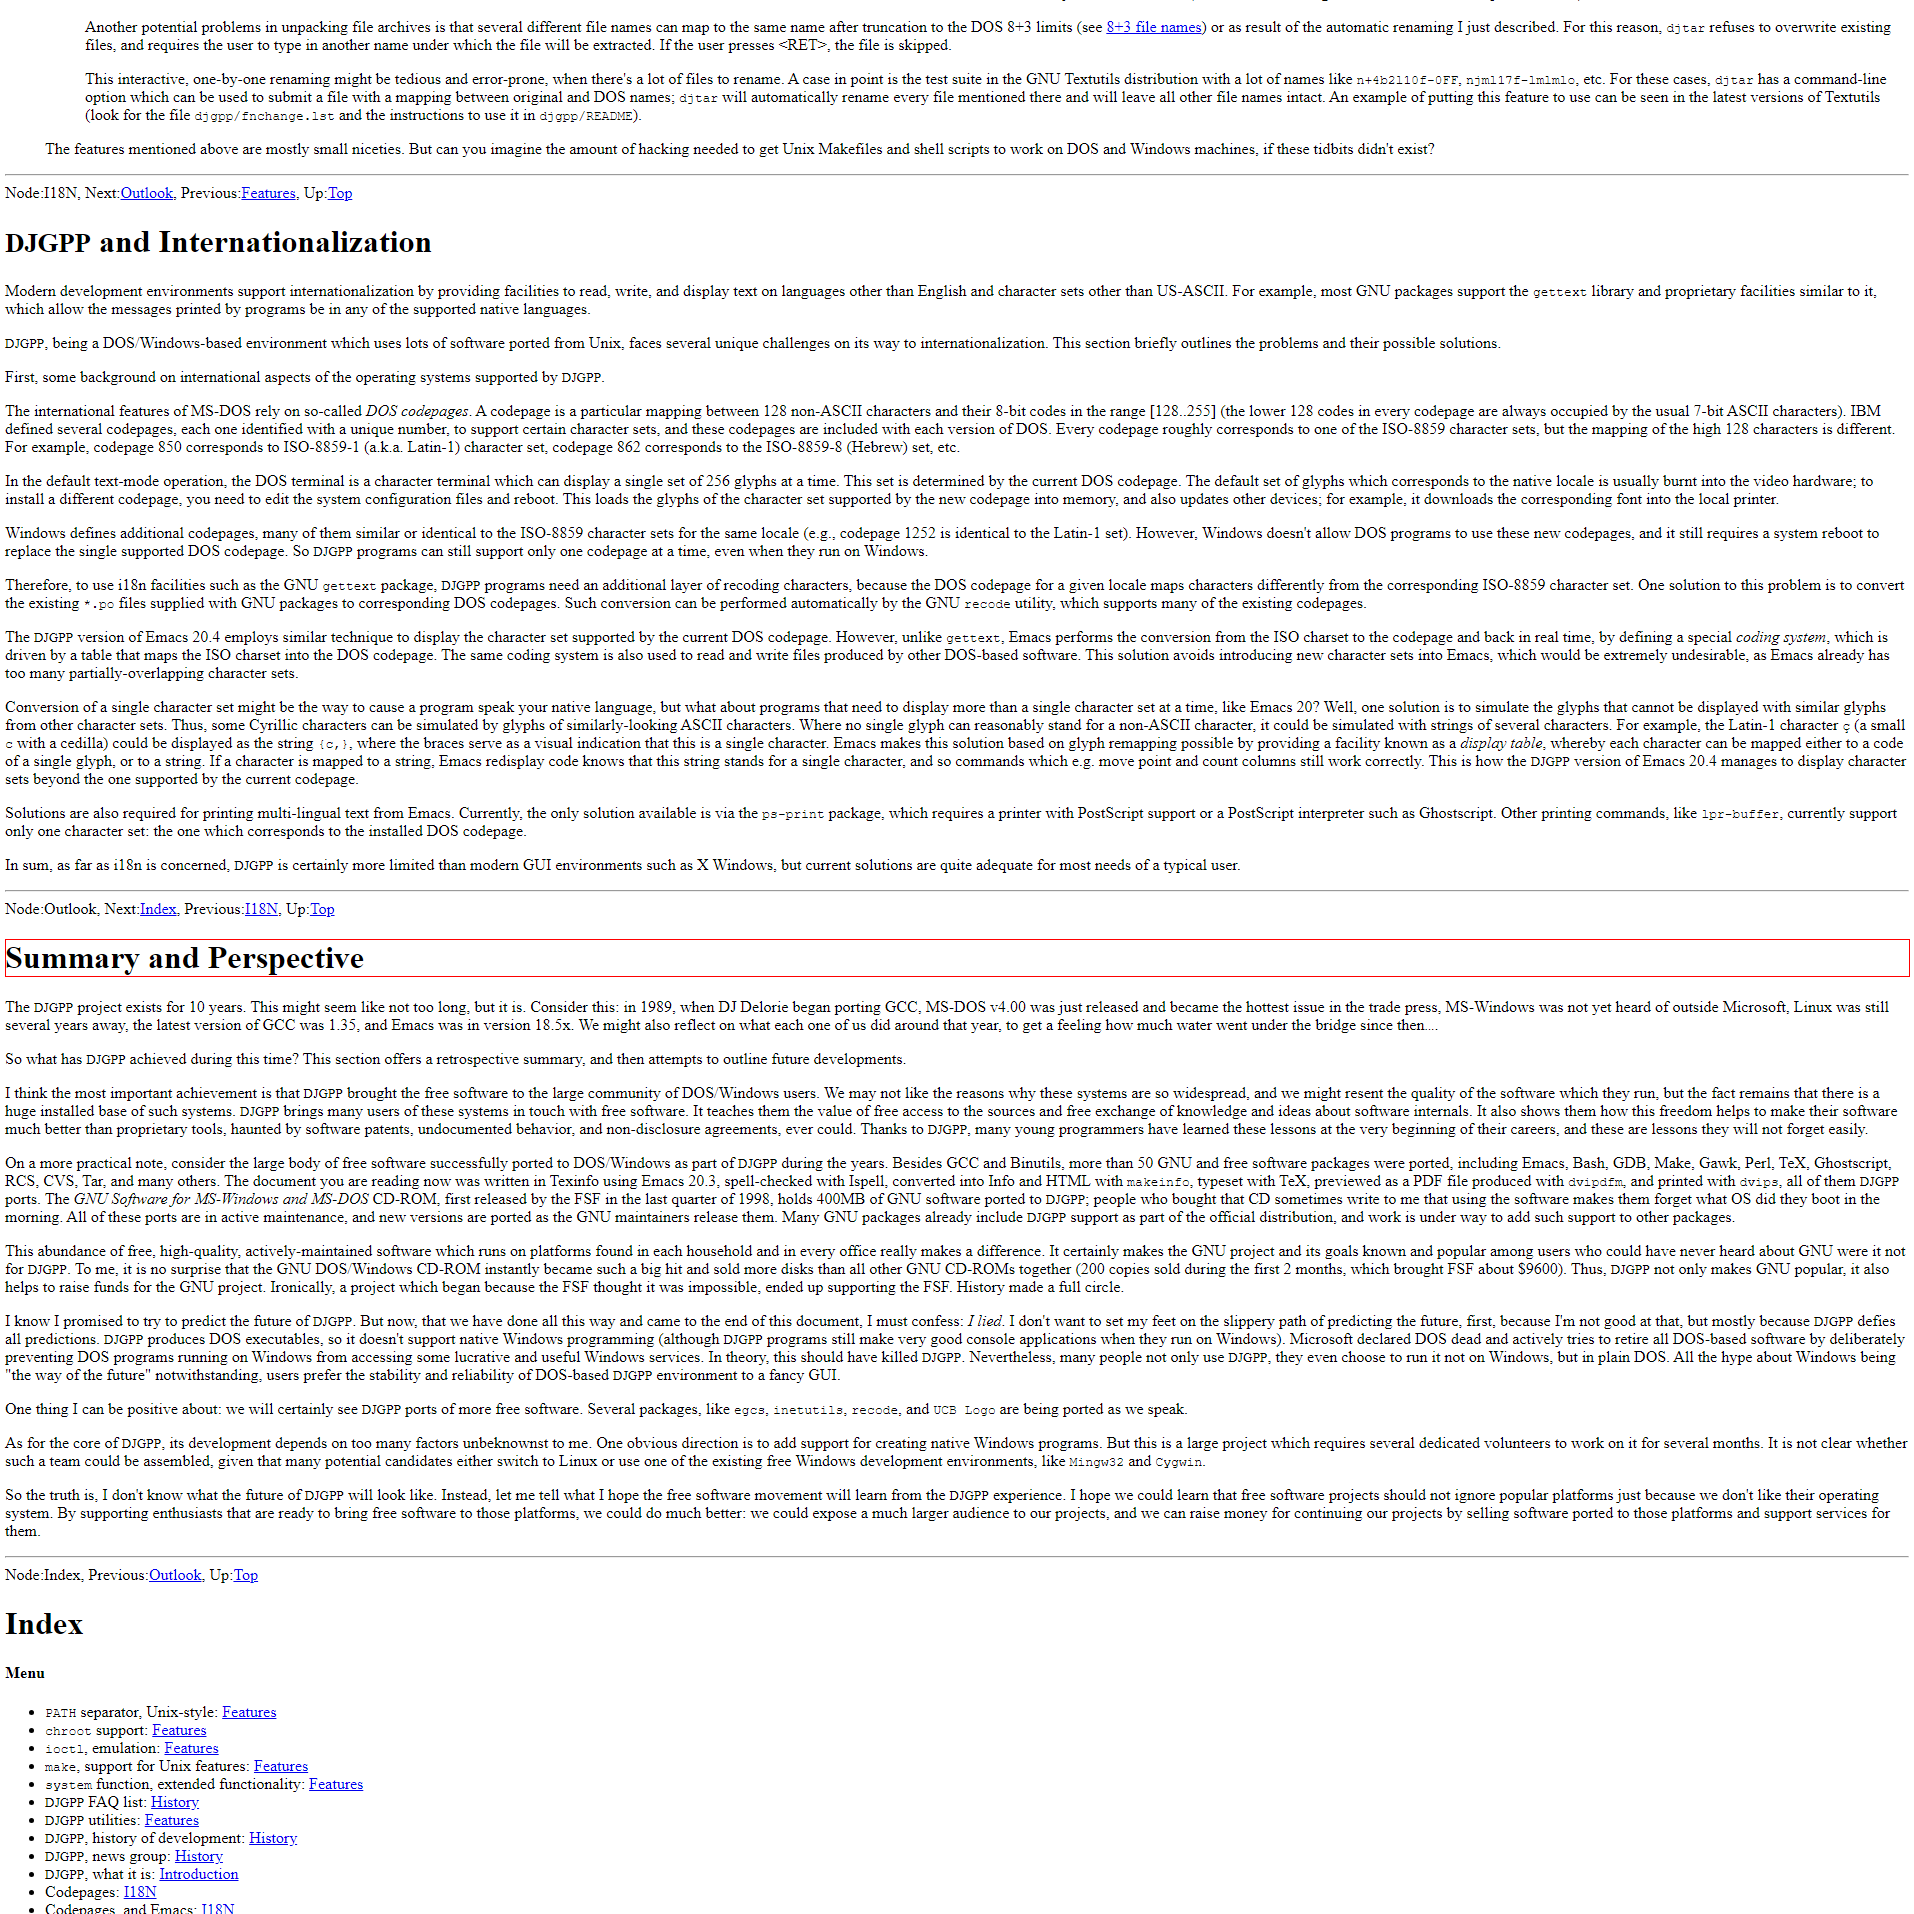 Another potential problems in unpacking file archives is that several different file names can map to the same name after truncation to the DOS 8+3 limits (see 8+3 file names) or as result of the automatic renaming I just described. For this reason, djtar refuses to overwrite existing
files, and requires the user to type in another name under which the file will be extracted. If the user presses <RET>, the file is skipped.
This interactive, one-by-one renaming might be tedious and error-prone, when there's a lot of files to rename. A case in point is the test suite in the GNU Textutils distribution with a lot of names like n+4b2l10f-0FF, njml17f-lmlmlo, etc. For these cases, djtar has a command-line
option which can be used to submit a file with a mapping between original and DOS names; djtar will automatically rename every file mentioned there and will leave all other file names intact. An example of putting this feature to use can be seen in the latest versions of Textutils
(look for the file djgpp/fnchange.lst and the instructions to use it in djgpp/README).
The features mentioned above are mostly small niceties. But can you imagine the amount of hacking needed to get Unix Makefiles and shell scripts to work on DOS and Windows machines, if these tidbits didn't exist?
Node:I18N, Next:Outlook, Previous:Features, Up:Top
DJGPP and Internationalization
Modern development environments support internationalization by providing facilities to read, write, and display text on languages other than English and character sets other than US-ASCII. For example, most GNU packages support the gettext library and proprietary facilities similar to it,
which allow the messages printed by programs be in any of the supported native languages.
DJGPP, being a DOS/Windows-based environment which uses lots of software ported from Unix, faces several unique challenges on its way to internationalization. This section briefly outlines the problems and their possible solutions.
First, some background on international aspects of the operating systems supported by DJGPP.
The international features of MS-DOS rely on so-called DOS codepages. A codepage is a particular mapping between 128 non-ASCII characters and their 8-bit codes in the range [128..255] (the lower 128 codes in every codepage are always occupied by the usual 7-bit ASCII characters). IBM
defined several codepages, each one identified with a unique number, to support certain character sets, and these codepages are included with each version of DOS. Every codepage roughly corresponds to one of the ISO-8859 character sets, but the mapping of the high 128 characters is different.
For example, codepage 850 corresponds to ISO-8859-1 (a.k.a. Latin-1) character set, codepage 862 corresponds to the ISO-8859-8 (Hebrew) set, etc.
In the default text-mode operation, the DOS terminal is a character terminal which can display a single set of 256 glyphs at a time. This set is determined by the current DOS codepage. The default set of glyphs which corresponds to the native locale is usually burnt into the video hardware; to
install a different codepage, you need to edit the system configuration files and reboot. This loads the glyphs of the character set supported by the new codepage into memory, and also updates other devices; for example, it downloads the corresponding font into the local printer.
Windows defines additional codepages, many of them similar or identical to the ISO-8859 character sets for the same locale (e.g., codepage 1252 is identical to the Latin-1 set). However, Windows doesn't allow DOS programs to use these new codepages, and it still requires a system reboot to
replace the single supported DOS codepage. So DJGPP programs can still support only one codepage at a time, even when they run on Windows.
Therefore, to use i18n facilities such as the GNU gettext package, DJGPP programs need an additional layer of recoding characters, because the DOS codepage for a given locale maps characters differently from the corresponding ISO-8859 character set. One solution to this problem is to convert
the existing *.po files supplied with GNU packages to corresponding DOS codepages. Such conversion can be performed automatically by the GNU recode utility, which supports many of the existing codepages.
The DJGPP version of Emacs 20.4 employs similar technique to display the character set supported by the current DOS codepage. However, unlike gettext, Emacs performs the conversion from the ISO charset to the codepage and back in real time, by defining a special coding system, which is
driven by a table that maps the ISO charset into the DOS codepage. The same coding system is also used to read and write files produced by other DOS-based software. This solution avoids introducing new character sets into Emacs, which would be extremely undesirable, as Emacs already has
too many partially-overlapping character sets.
Conversion of a single character set might be the way to cause a program speak your native language, but what about programs that need to display more than a single character set at a time, like Emacs 20? Well, one solution is to simulate the glyphs that cannot be displayed with similar glyphs
from other character sets. Thus, some Cyrillic characters can be simulated by glyphs of similarly-looking ASCII characters. Where no single glyph can reasonably stand for a non-ASCII character, it could be simulated with strings of several characters. For example, the Latin-1 character ç (a small
c with a cedilla) could be displayed as the string {c,}, where the braces serve as a visual indication that this is a single character. Emacs makes this solution based on glyph remapping possible by providing a facility known as a display table, whereby each character can be mapped either to a code
of a single glyph, or to a string. If a character is mapped to a string, Emacs redisplay code knows that this string stands for a single character, and so commands which e.g. move point and count columns still work correctly. This is how the DJGPP version of Emacs 20.4 manages to display character
sets beyond the one supported by the current codepage.
Solutions are also required for printing multi-lingual text from Emacs. Currently, the only solution available is via the ps-print package, which requires a printer with PostScript support or a PostScript interpreter such as Ghostscript. Other printing commands, like lpr-buffer, currently support
only one character set: the one which corresponds to the installed DOS codepage.
In sum, as far as i18n is concerned, DJGPP is certainly more limited than modern GUI environments such as X Windows, but current solutions are quite adequate for most needs of a typical user.
Node:Outlook, Next:Index, Previous:I18N, Up:Top
Summary and Perspective
The DJGPP project exists for 10 years. This might seem like not too long, but it is. Consider this: in 1989, when DJ Delorie began porting GCC, MS-DOS v4.00 was just released and became the hottest issue in the trade press, MS-Windows was not yet heard of outside Microsoft, Linux was still
several years away, the latest version of GCC was 1.35, and Emacs was in version 18.5x. We might also reflect on what each one of us did around that year, to get a feeling how much water went under the bridge since then....
So what has DJGPP achieved during this time? This section offers a retrospective summary, and then attempts to outline future developments.
I think the most important achievement is that DJGPP brought the free software to the large community of DOS/Windows users. We may not like the reasons why these systems are so widespread, and we might resent the quality of the software which they run, but the fact remains that there is a
huge installed base of such systems. DJGPP brings many users of these systems in touch with free software. It teaches them the value of free access to the sources and free exchange of knowledge and ideas about software internals. It also shows them how this freedom helps to make their software
much better than proprietary tools, haunted by software patents, undocumented behavior, and non-disclosure agreements, ever could. Thanks to DJGPP, many young programmers have learned these lessons at the very beginning of their careers, and these are lessons they will not forget easily.
On a more practical note, consider the large body of free software successfully ported to DOS/Windows as part of DJGPP during the years. Besides GCC and Binutils, more than 50 GNU and free software packages were ported, including Emacs, Bash, GDB, Make, Gawk, Perl, TeX, Ghostscript,
RCS, CVS, Tar, and many others. The document you are reading now was written in Texinfo using Emacs 20.3, spell-checked with Ispell, converted into Info and HTML with makeinfo, typeset with TeX, previewed as a PDF file produced with dvipdfm, and printed with dvips, all of them DJGPP
ports. The GNU Software for MS-Windows and MS-DOS CD-ROM, first released by the FSF in the last quarter of 1998, holds 400MB of GNU software ported to DJGPP; people who bought that CD sometimes write to me that using the software makes them forget what OS did they boot in the
morning. All of these ports are in active maintenance, and new versions are ported as the GNU maintainers release them. Many GNU packages already include DJGPP support as part of the official distribution, and work is under way to add such support to other packages.
This abundance of free, high-quality, actively-maintained software which runs on platforms found in each household and in every office really makes a difference. It certainly makes the GNU project and its goals known and popular among users who could have never heard about GNU were it not
for DJGPP. To me, it is no surprise that the GNU DOS/Windows CD-ROM instantly became such a big hit and sold more disks than all other GNU CD-ROMs together (200 copies sold during the first 2 months, which brought FSF about $9600). Thus, DJGPP not only makes GNU popular, it also
helps to raise funds for the GNU project. Ironically, a project which began because the FSF thought it was impossible, ended up supporting the FSF. History made a full circle.
I know I promised to try to predict the future of DJGPP. But now, that we have done all this way and came to the end of this document, I must confess: I lied. I don't want to set my feet on the slippery path of predicting the future, first, because I'm not good at that, but mostly because DJGPP defies
all predictions. DJGPP produces DOS executables, so it doesn't support native Windows programming (although DJGPP programs still make very good console applications when they run on Windows). Microsoft declared DOS dead and actively tries to retire all DOS-based software by deliberately
preventing DOS programs running on Windows from accessing some lucrative and useful Windows services. In theory, this should have killed DJGPP. Nevertheless, many people not only use DJGPP, they even choose to run it not on Windows, but in plain DOS. All the hype about Windows being
"the way of the future" notwithstanding, users prefer the stability and reliability of DOS-based DJGPP environment to a fancy GUI.
One thing I can be positive about: we will certainly see DJGPP ports of more free software. Several packages, like egcs, inetutils, recode, and UCB Logo are being ported as we speak.
As for the core of DJGPP, its development depends on too many factors unbeknownst to me. One obvious direction is to add support for creating native Windows programs. But this is a large project which requires several dedicated volunteers to work on it for several months. It is not clear whether
such a team could be assembled, given that many potential candidates either switch to Linux or use one of the existing free Windows development environments, like Mingw32 and Cygwin.
So the truth is, I don't know what the future of DJGPP will look like. Instead, let me tell what I hope the free software movement will learn from the DJGPP experience. I hope we could learn that free software projects should not ignore popular platforms just because we don't like their operating
system. By supporting enthusiasts that are ready to bring free software to those platforms, we could do much better: we could expose a much larger audience to our projects, and we can raise money for continuing our projects by selling software ported to those platforms and support services for
them.
Node:Index, Previous:Outlook, Up:Top
Index
Menu
• PATH separator, Unix-style: Features
• chroot support: Features
• ioctl, emulation: Features
• make, support for Unix features: Features
• system function, extended functionality: Features
• DJGPP FAQ list: History
• DJGPP utilities: Features
• DJGPP, history of development: History
• DJGPP, news group: History
• DJGPP, what it is: Introduction
• Codepages: I18N
• Codepages, and Emacs: I18N